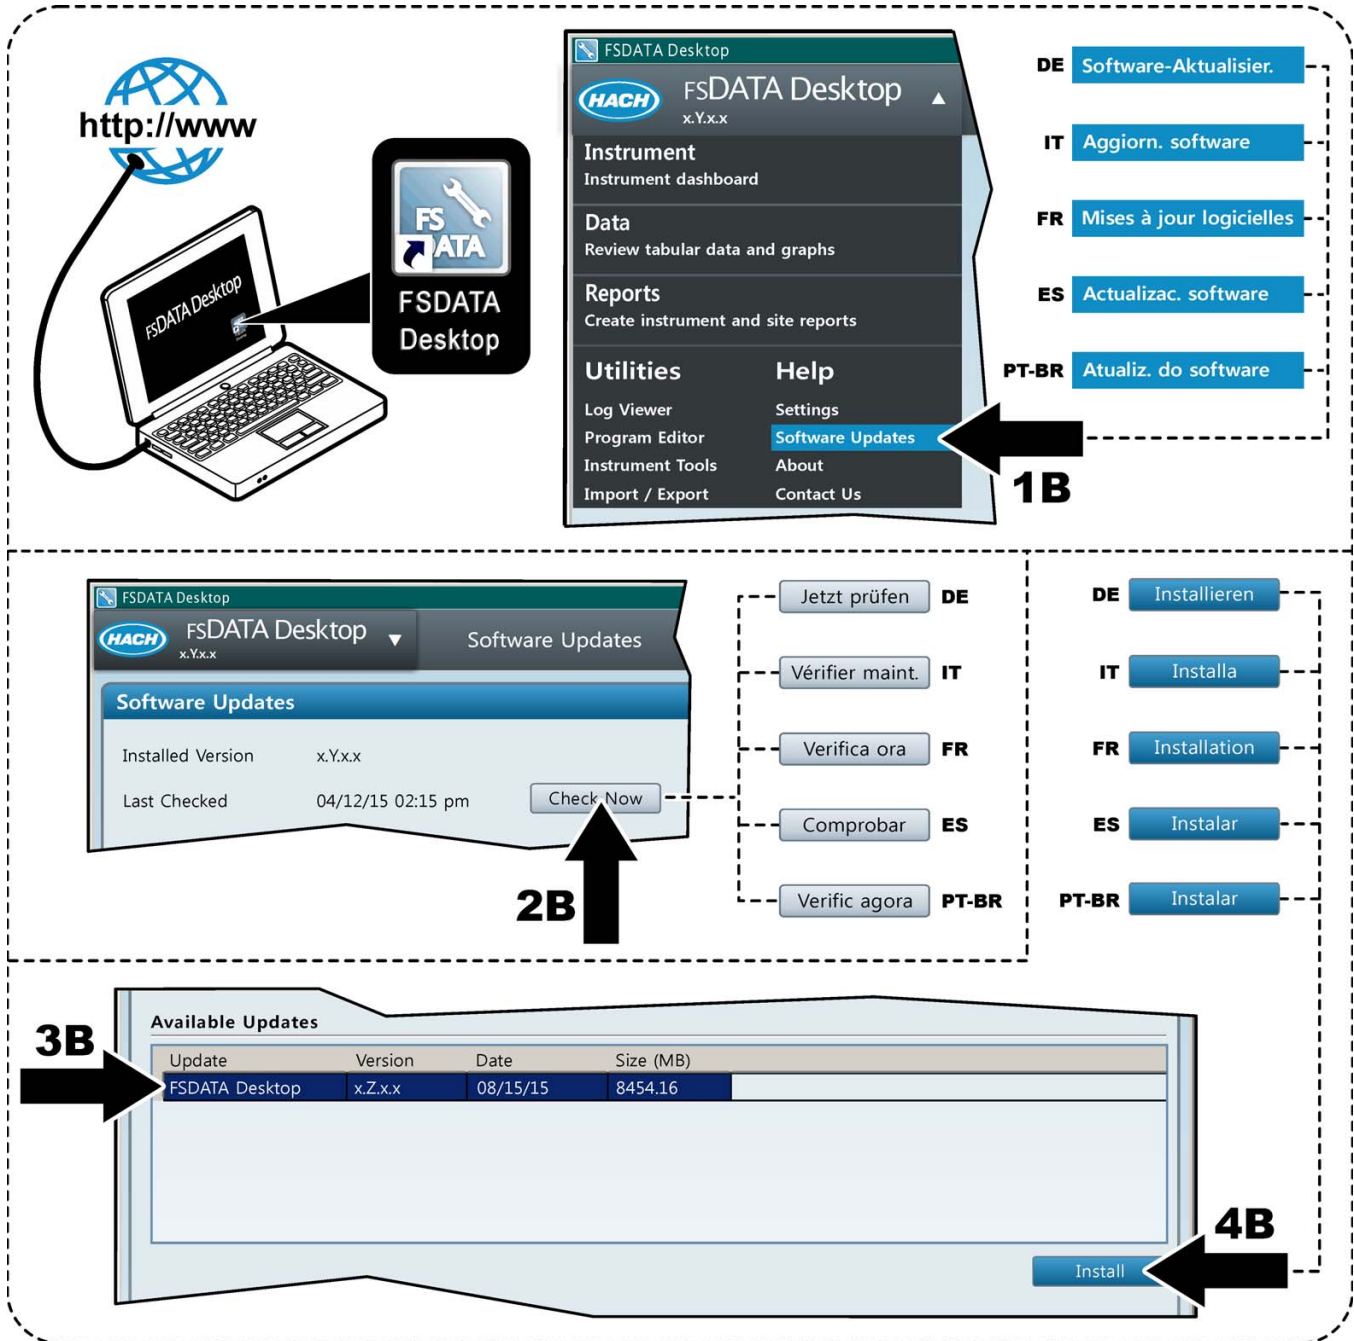 http://www
FSDATA Desktop
FS
DATA
FSDATA
Desktop
FSDATA Desktop
HACH
FSDATA Desktop
x.Y.x.x
Instrument
Instrument dashboard
Data
Review tabular data and graphs
Reports
Create instrument and site reports
Utilities
Help
Log Viewer
Settings
Program Editor
Software Updates
Instrument Tools
About
Import / Export
Contact Us
1B
DE Software-Aktualisier.
IT Aggiorn. software
FR Mises à jour logicielles
ES Actualizac. software
PT-BR Atualiz. do software
FSDATA Desktop
HACH
FSDATA Desktop
x.Y.x.x
Software Updates
Software Updates
Installed Version x.Y.x.x
Last Checked 04/12/15 02:15 pm Check Now
2B
Jetzt prüfen DE
Vérifier maint. IT
Verifica ora FR
Comprobar ES
Verific agora PT-BR
DE Installieren
IT Installa
FR Installation
ES Instalar
PT-BR Instalar
3B
Available Updates
Update Version Date Size (MB)
FSDATA Desktop x.Z.x.x 08/15/15 8454.16
4B
Install